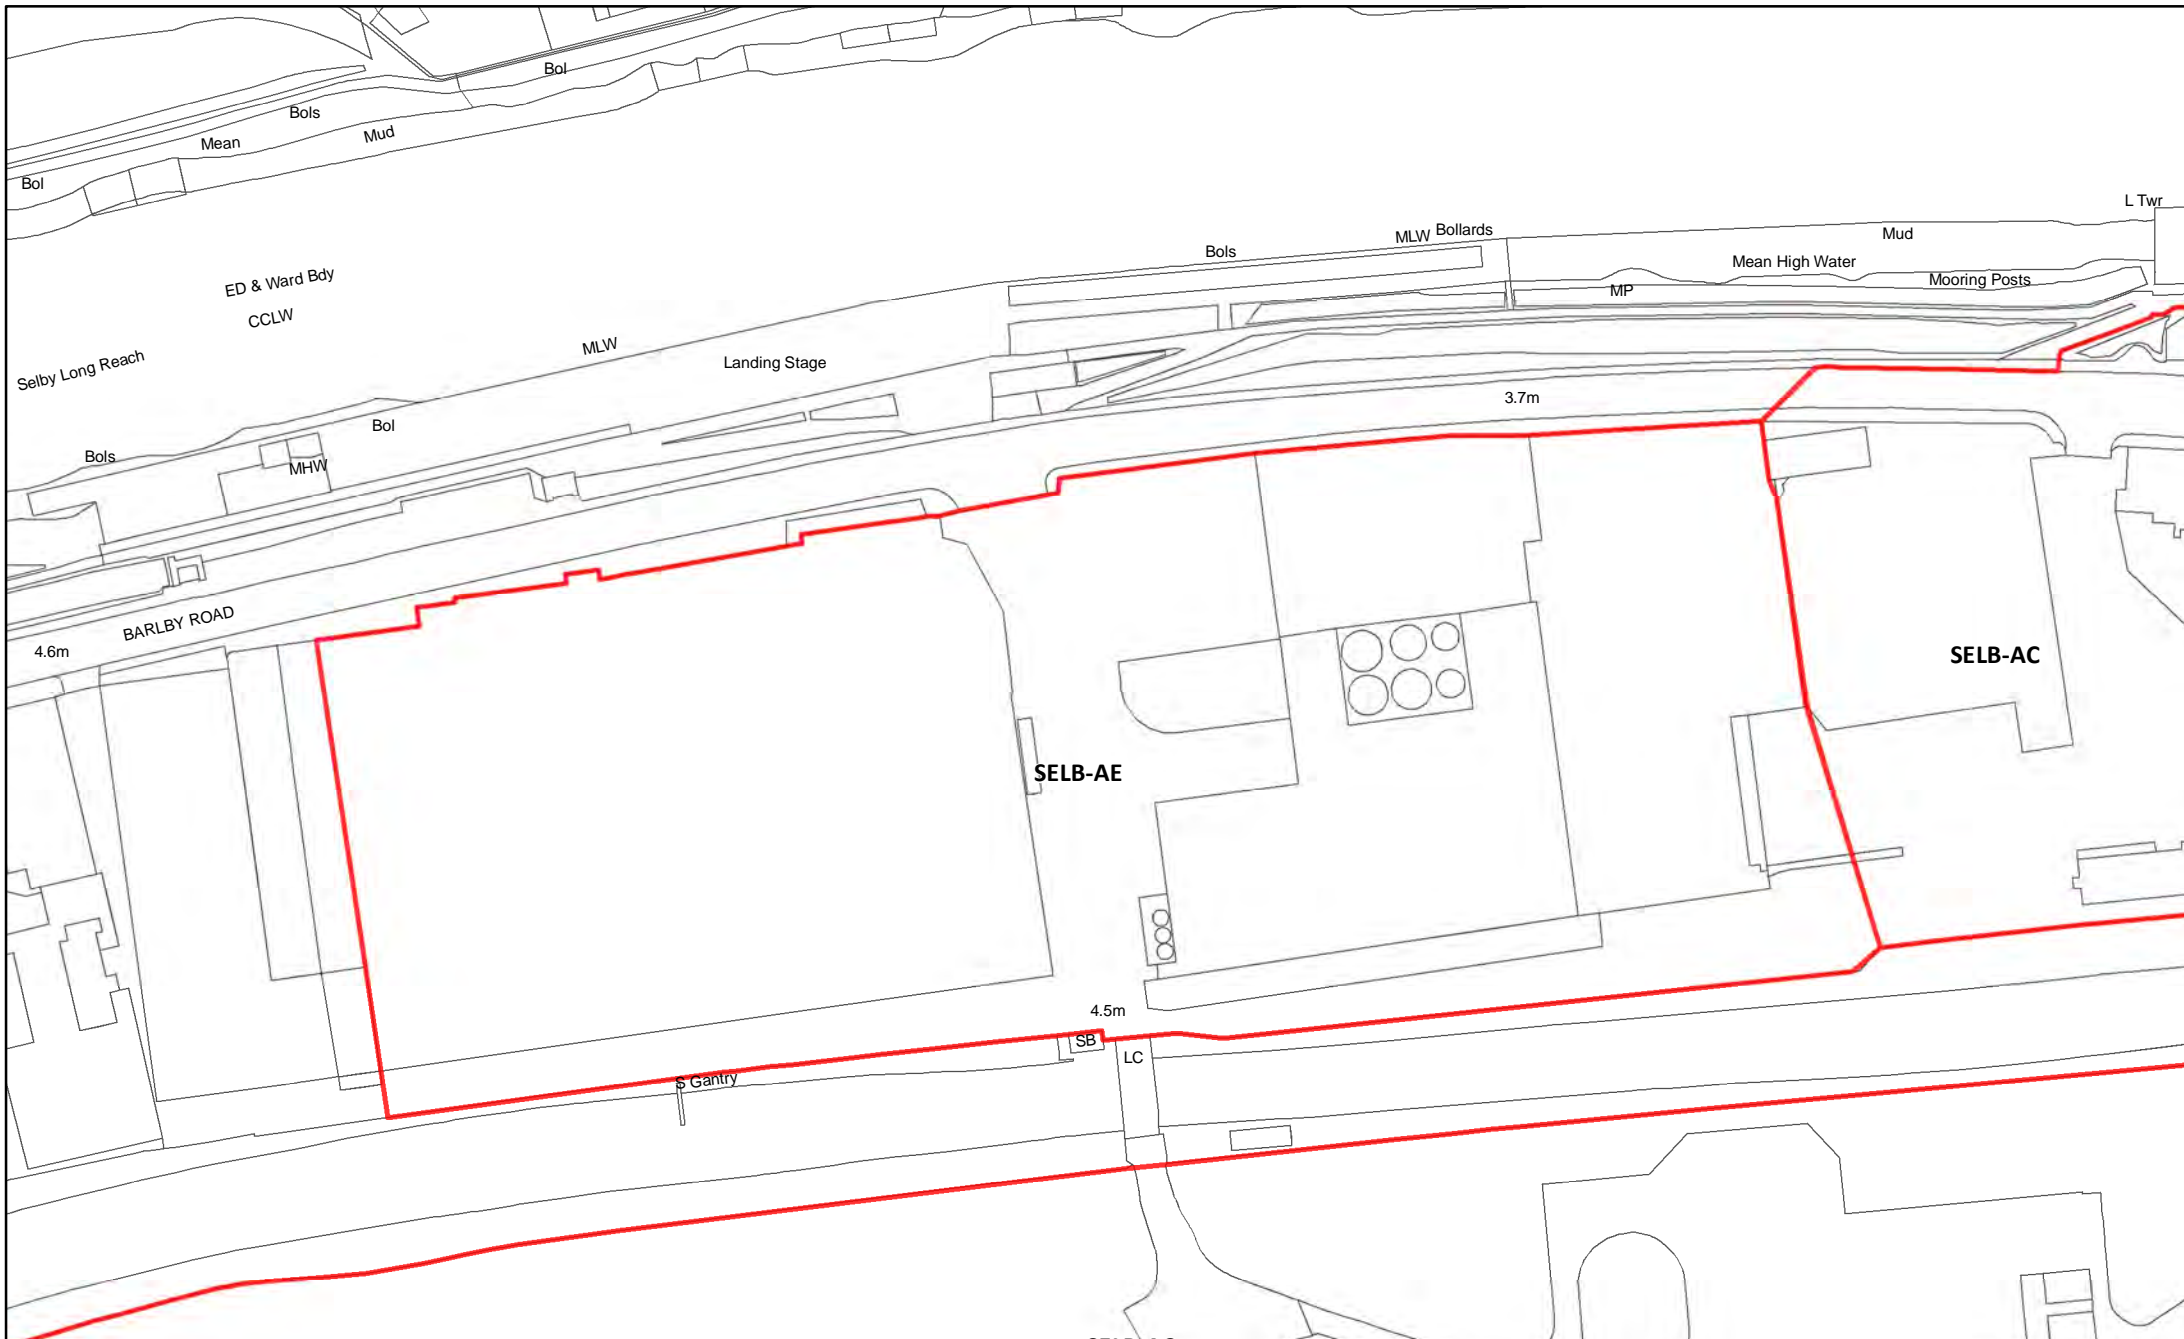 Bol
Bols
Mean
Mud
Bol
L Twr
Bols
MLW
Bollards
Mud
Mean High Water
ED & Ward Bdy
MP
Mooring Posts
CCLW
MLW
Selby Long Reach
Landing Stage
3.7m
Bol
Bols
MHW
BARLBY ROAD
4.6m
SELB-AC
SELB-AE
4.5m
SB
LC
S Gantry